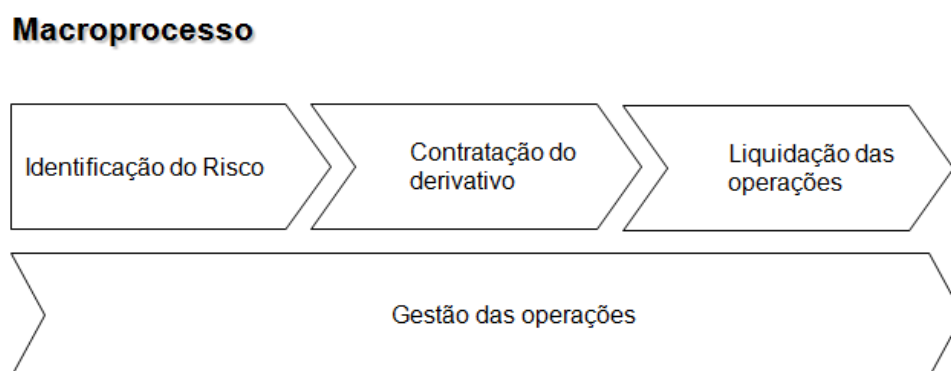 Macroprocesso
Identificação do Risco
Contratação do
derivativo
Liquidação das
operações
Gestão das operações